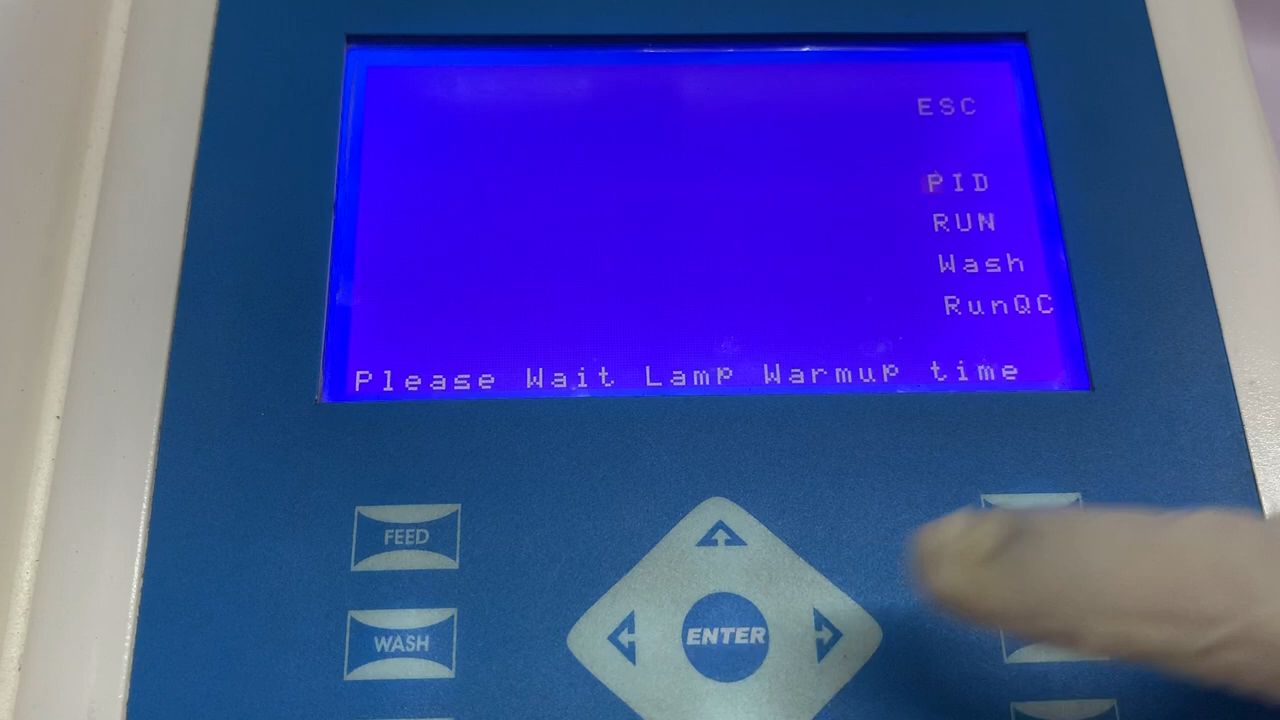 ESC
PID
RUN
Wash
RunQC
Please Wait Lamp Warmup time
FEED
WASH
ENTER